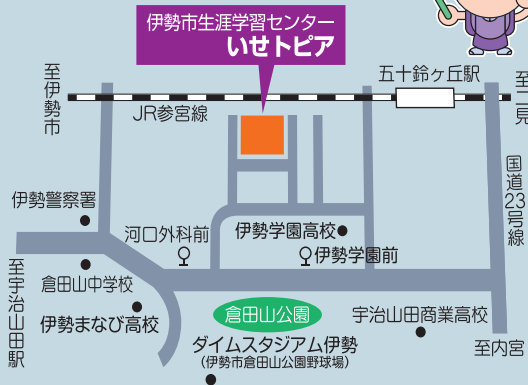 伊勢市生涯学習センター
いせトピア
至伊勢市
JR参宮線
五十鈴ヶ丘駅
至二見
国道23号線
伊勢警察署
河口外科前
伊勢学園高校
伊勢学園前
倉田山中学校
至宇治山田駅
伊勢まなび高校
倉田山公園
宇治山田商業高校
ダイムスタジアム伊勢
(伊勢市倉田山公園野球場)
至内宮